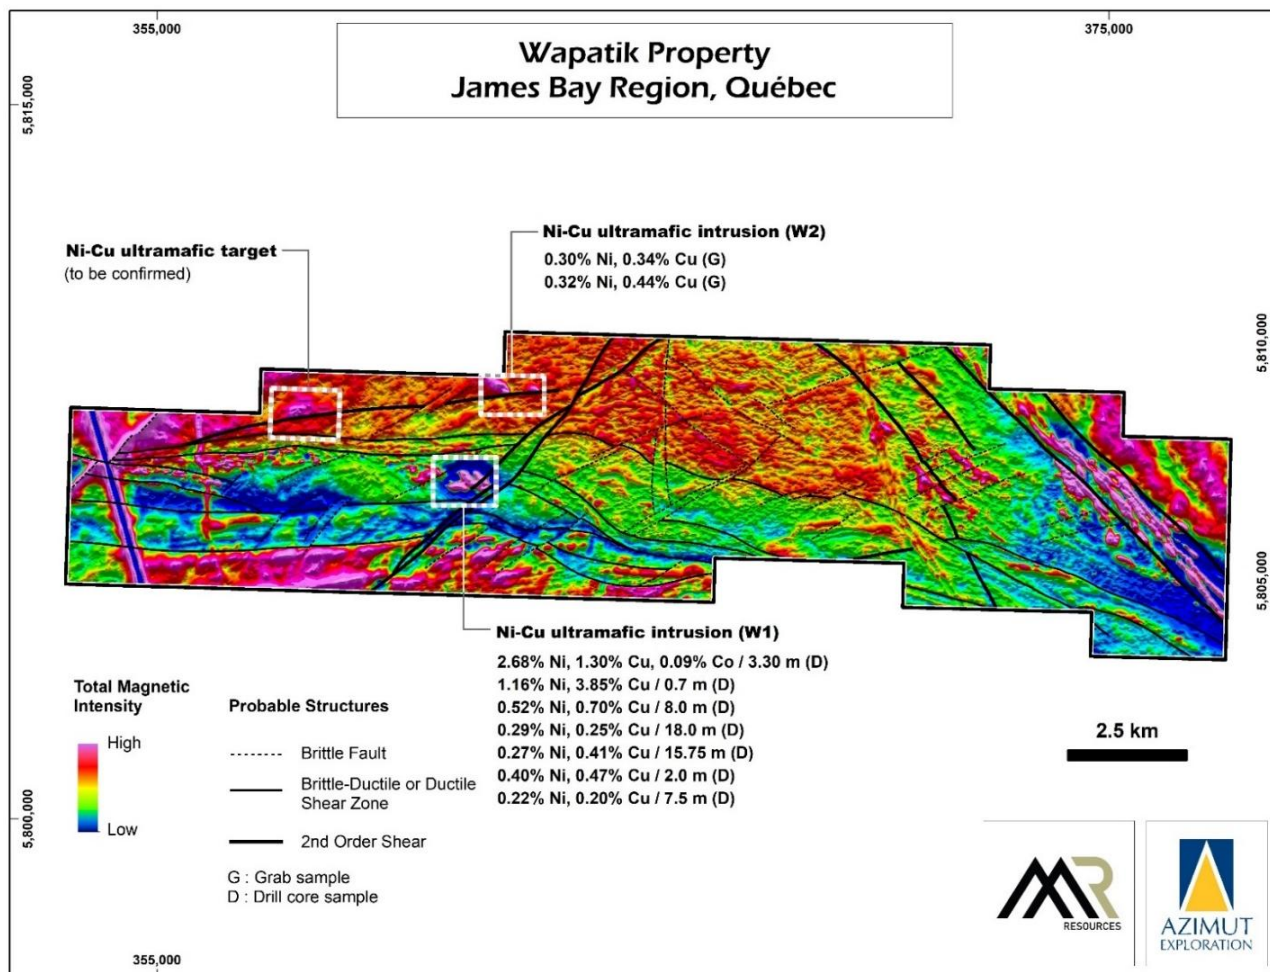 355,000
375,000
Wapatik Property
James Bay Region, Québec
5,815,000
Ni-Cu ultramafic target
(to be confirmed)
Ni-Cu ultramafic intrusion (W2)
0.30% Ni, 0.34% Cu (G)
0.32% Ni, 0.44% Cu (G)
5,810,000
5,805,000
Ni-Cu ultramafic intrusion (W1)
2.68% Ni, 1.30% Cu, 0.09% Co / 3.30 m (D)
1.16% Ni, 3.85% Cu / 0.7 m (D)
0.52% Ni, 0.70% Cu / 8.0 m (D)
0.29% Ni, 0.25% Cu / 18.0 m (D)
0.27% Ni, 0.41% Cu / 15.75 m (D)
0.40% Ni, 0.47% Cu / 2.0 m (D)
0.22% Ni, 0.20% Cu / 7.5 m (D)
Total Magnetic
Intensity
High
Low
Probable Structures
Brittle Fault
Brittle-Ductile or Ductile
Shear Zone
2nd Order Shear
G : Grab sample
D : Drill core sample
2.5 km
5,800,000
355,000
MR
RESOURCES
AZIMUT
EXPLORATION